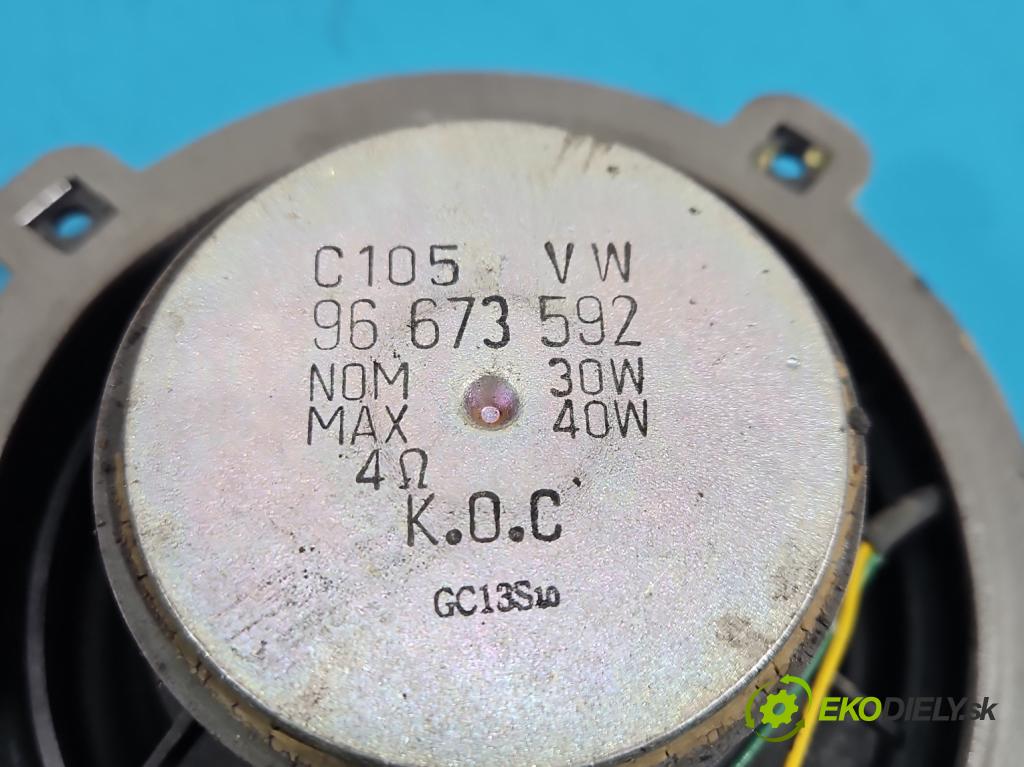 C105 VW
96 673 592
NOM 30W
MAX 40W
4Ω
K.O.C
GC13S10
EKODIELY.sk